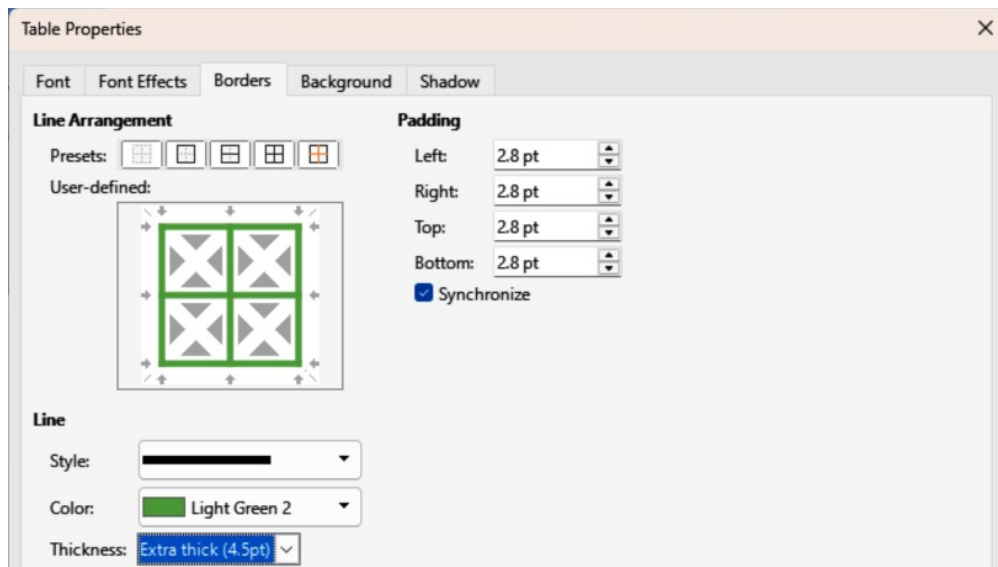 Table Properties
Font Font Effects Borders Background Shadow
Line Arrangement
Presets:
User-defined:
Padding
Left: 2.8 pt
Right: 2.8 pt
Top: 2.8 pt
Bottom: 2.8 pt
Synchronize
Line
Style:
Color: Light Green 2
Thickness: Extra thick (4.5pt)